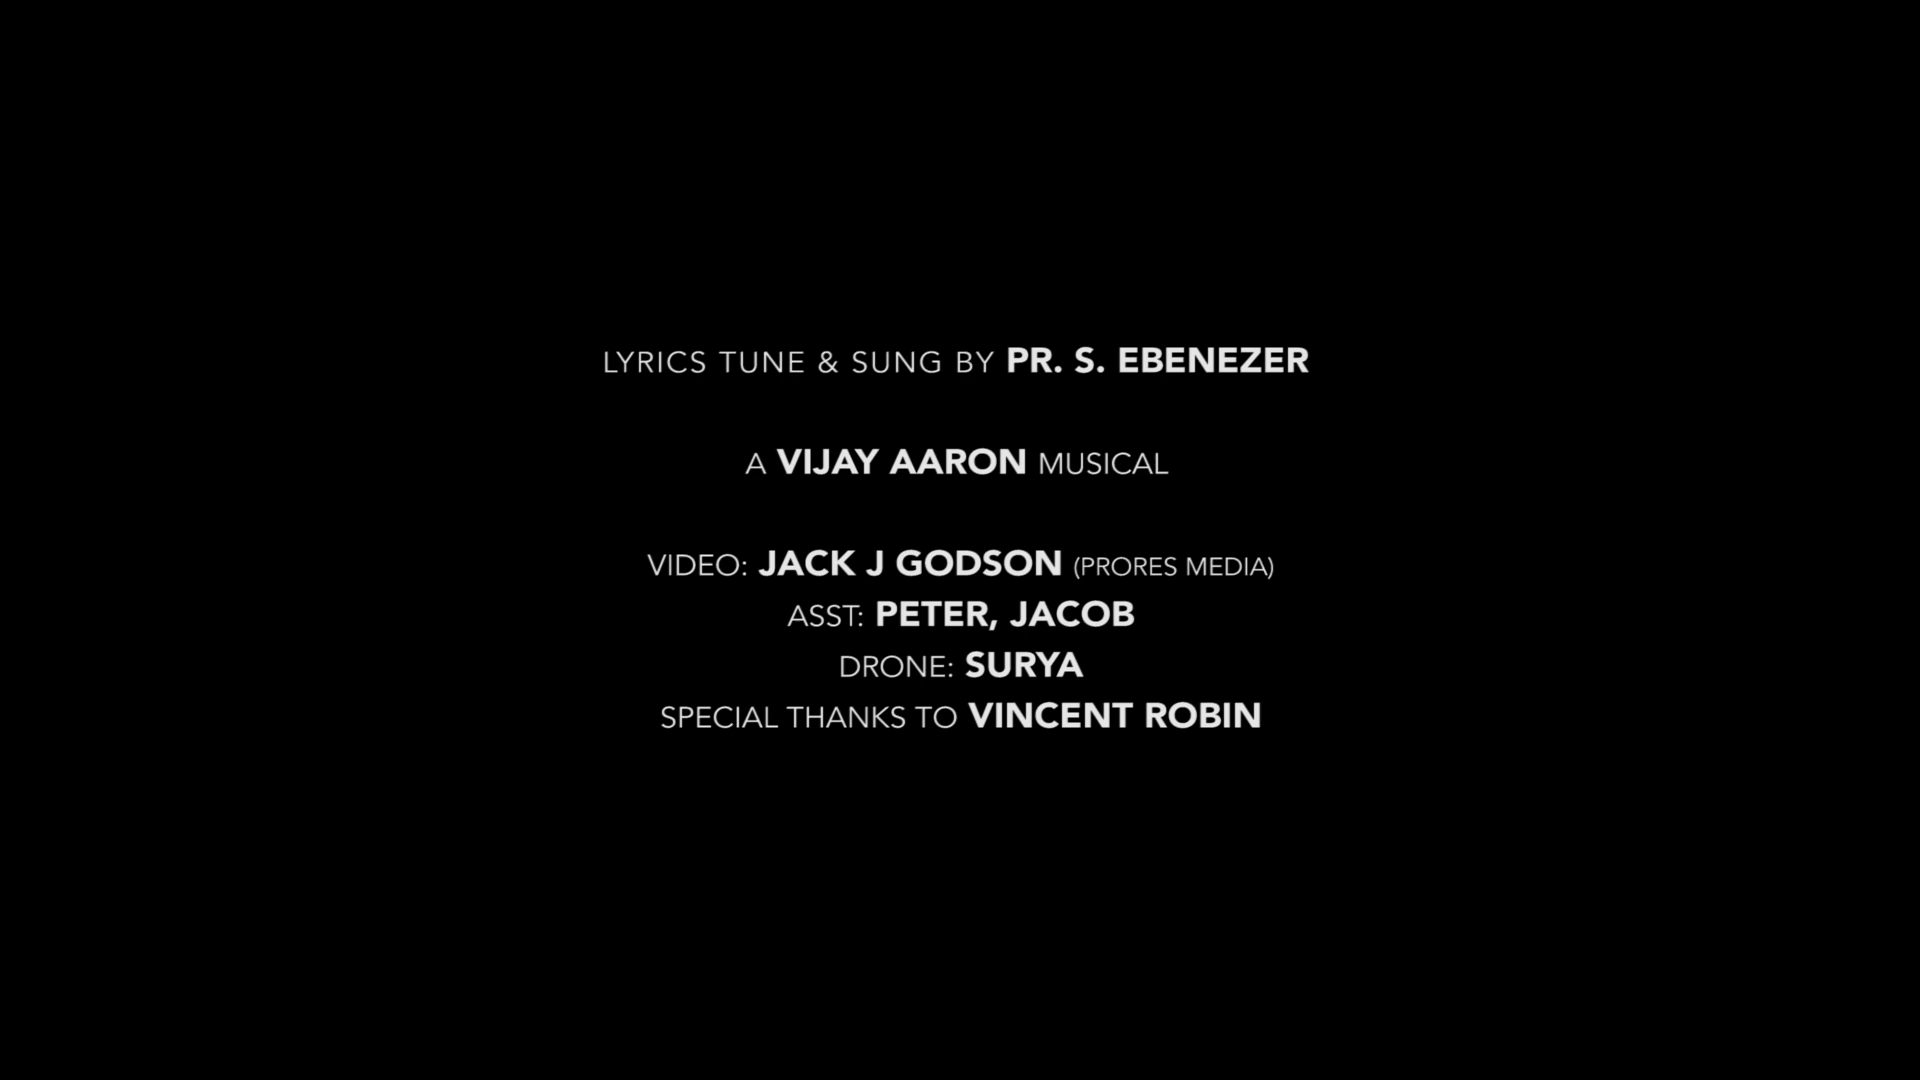 LYRICS TUNE & SUNG BY PR. S. EBENEZER
A VIJAY AARON MUSICAL
VIDEO: JACK J GODSON (PRORES MEDIA)
ASST: PETER, JACOB
DRONE: SURYA
SPECIAL THANKS TO VINCENT ROBIN